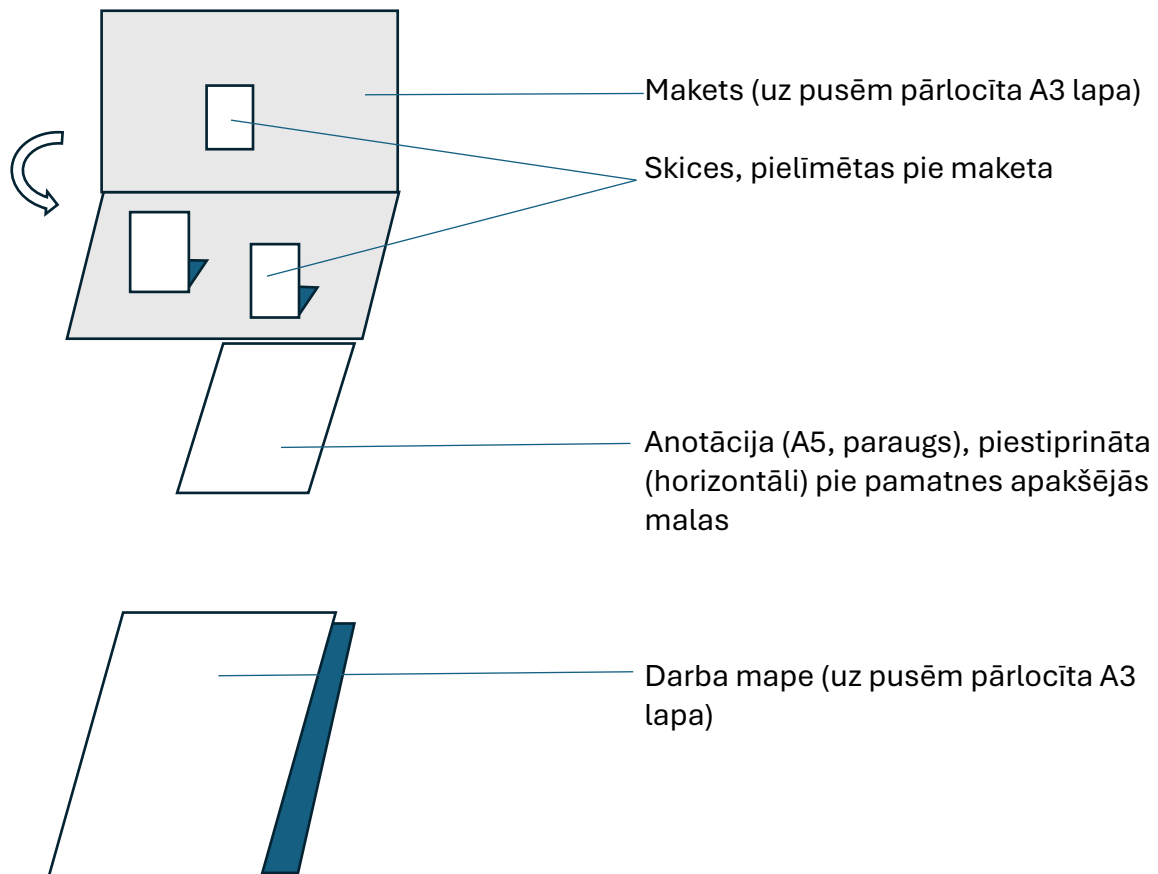 Makets (uz pusēm pārlocīta A3 lapa)
Skices, pielīmētas pie maketa
Anotācija (A5, paraugs), piestiprināta
(horizontāli) pie pamatnes apakšējās
malas
Darba mape (uz pusēm pārlocīta A3
lapa)